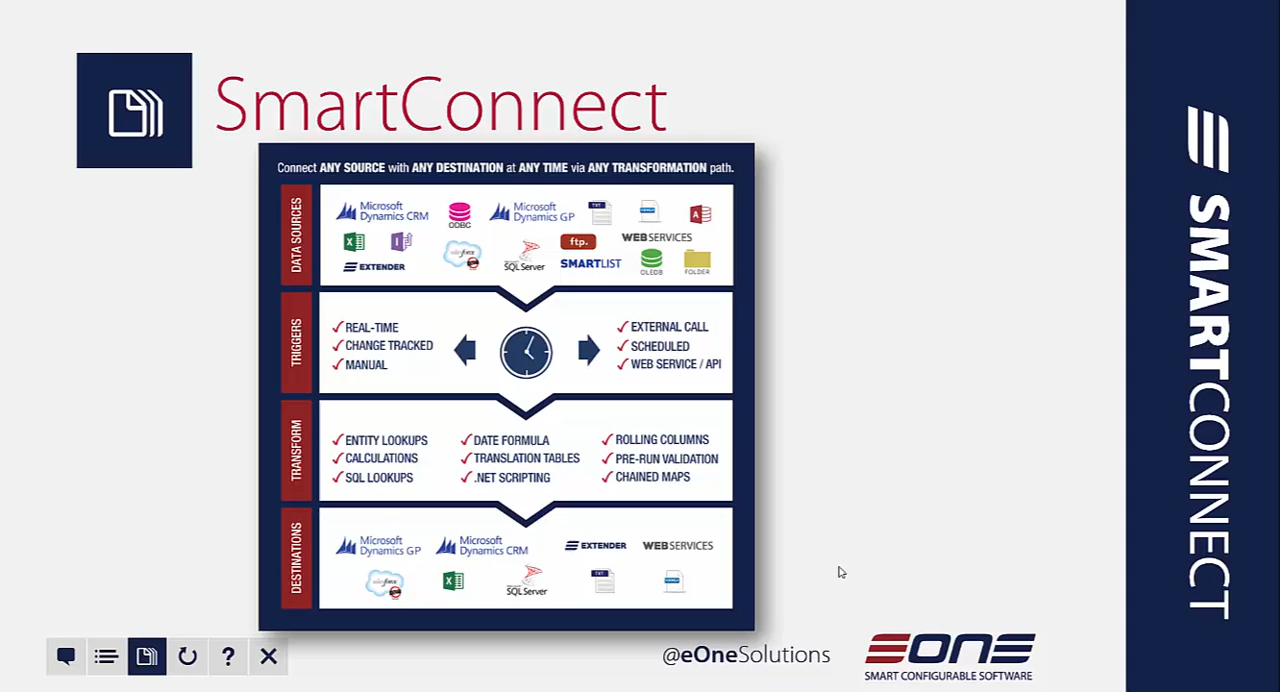 SmartConnect
Connect ANY SOURCE with ANY DESTINATION at ANY TIME via ANY TRANSFORMATION path.
DATA SOURCES
Microsoft
Dynamics CRM
ODBC
Microsoft
Dynamics GP
TXT
WEBSERVICES
ftp.
EXTENDER
SQL Server
SMARTLIST
OLEDB
FOLDER
TRIGGERS
✓REAL-TIME
✓CHANGE TRACKED
✓MANUAL
✓EXTERNAL CALL
✓SCHEDULED
✓WEB SERVICE / API
TRANSFORM
✓ENTITY LOOKUPS
✓CALCULATIONS
✓SQL LOOKUPS
✓DATE FORMULA
✓TRANSLATION TABLES
✓.NET SCRIPTING
✓ROLLING COLUMNS
✓PRE-RUN VALIDATION
✓CHAINED MAPS
DESTINATIONS
Microsoft
Dynamics GP
Microsoft
Dynamics CRM
EXTENDER
WEBSERVICES
SQL Server
TXT
?
@eOneSolutions
EONE
SMART CONFIGURABLE SOFTWARE
SMARTCONNECT